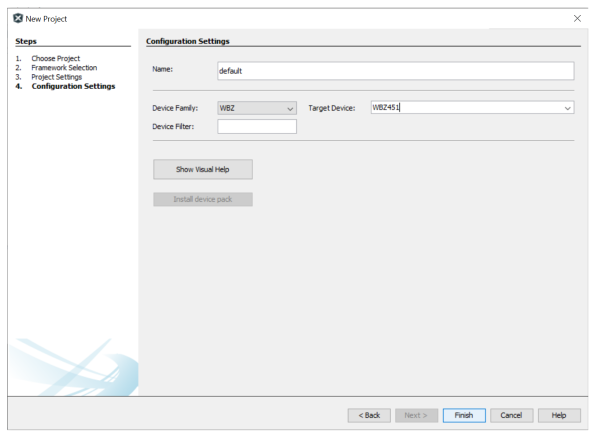 New Project
Steps
1. Choose Project
2. Framework Selection
3. Project Settings
4. Configuration Settings
Configuration Settings
Name: default
Device Family: WBZ Target Device: WBZ451
Device Filter:
Show Visual Help
Install device pack
< Back Next > Finish Cancel Help